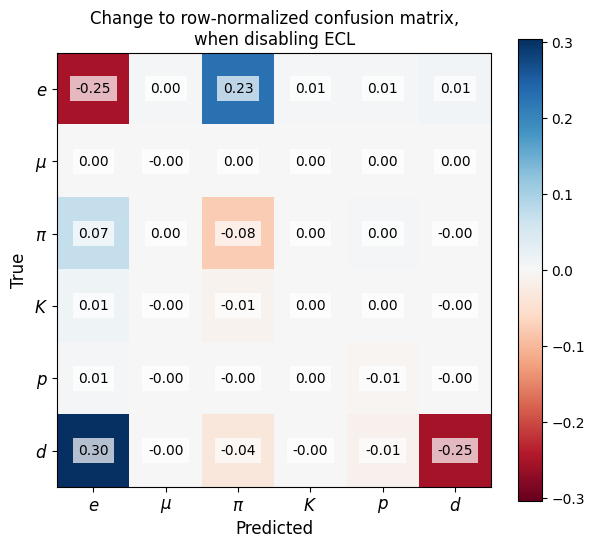 Change to row-normalized confusion matrix,
when disabling ECL
e -0.25 0.00 0.23 0.01 0.01 0.01
μ 0.00 -0.00 0.00 0.00 0.00 0.00
π 0.07 0.00 -0.08 0.00 0.00 -0.00
K 0.01 -0.00 -0.01 0.00 0.00 -0.00
p 0.01 -0.00 -0.00 0.00 -0.01 -0.00
d 0.30 -0.00 -0.04 -0.00 -0.01 -0.25
e μ π K p d
Predicted
True
0.3
0.2
0.1
0.0
−0.1
−0.2
−0.3